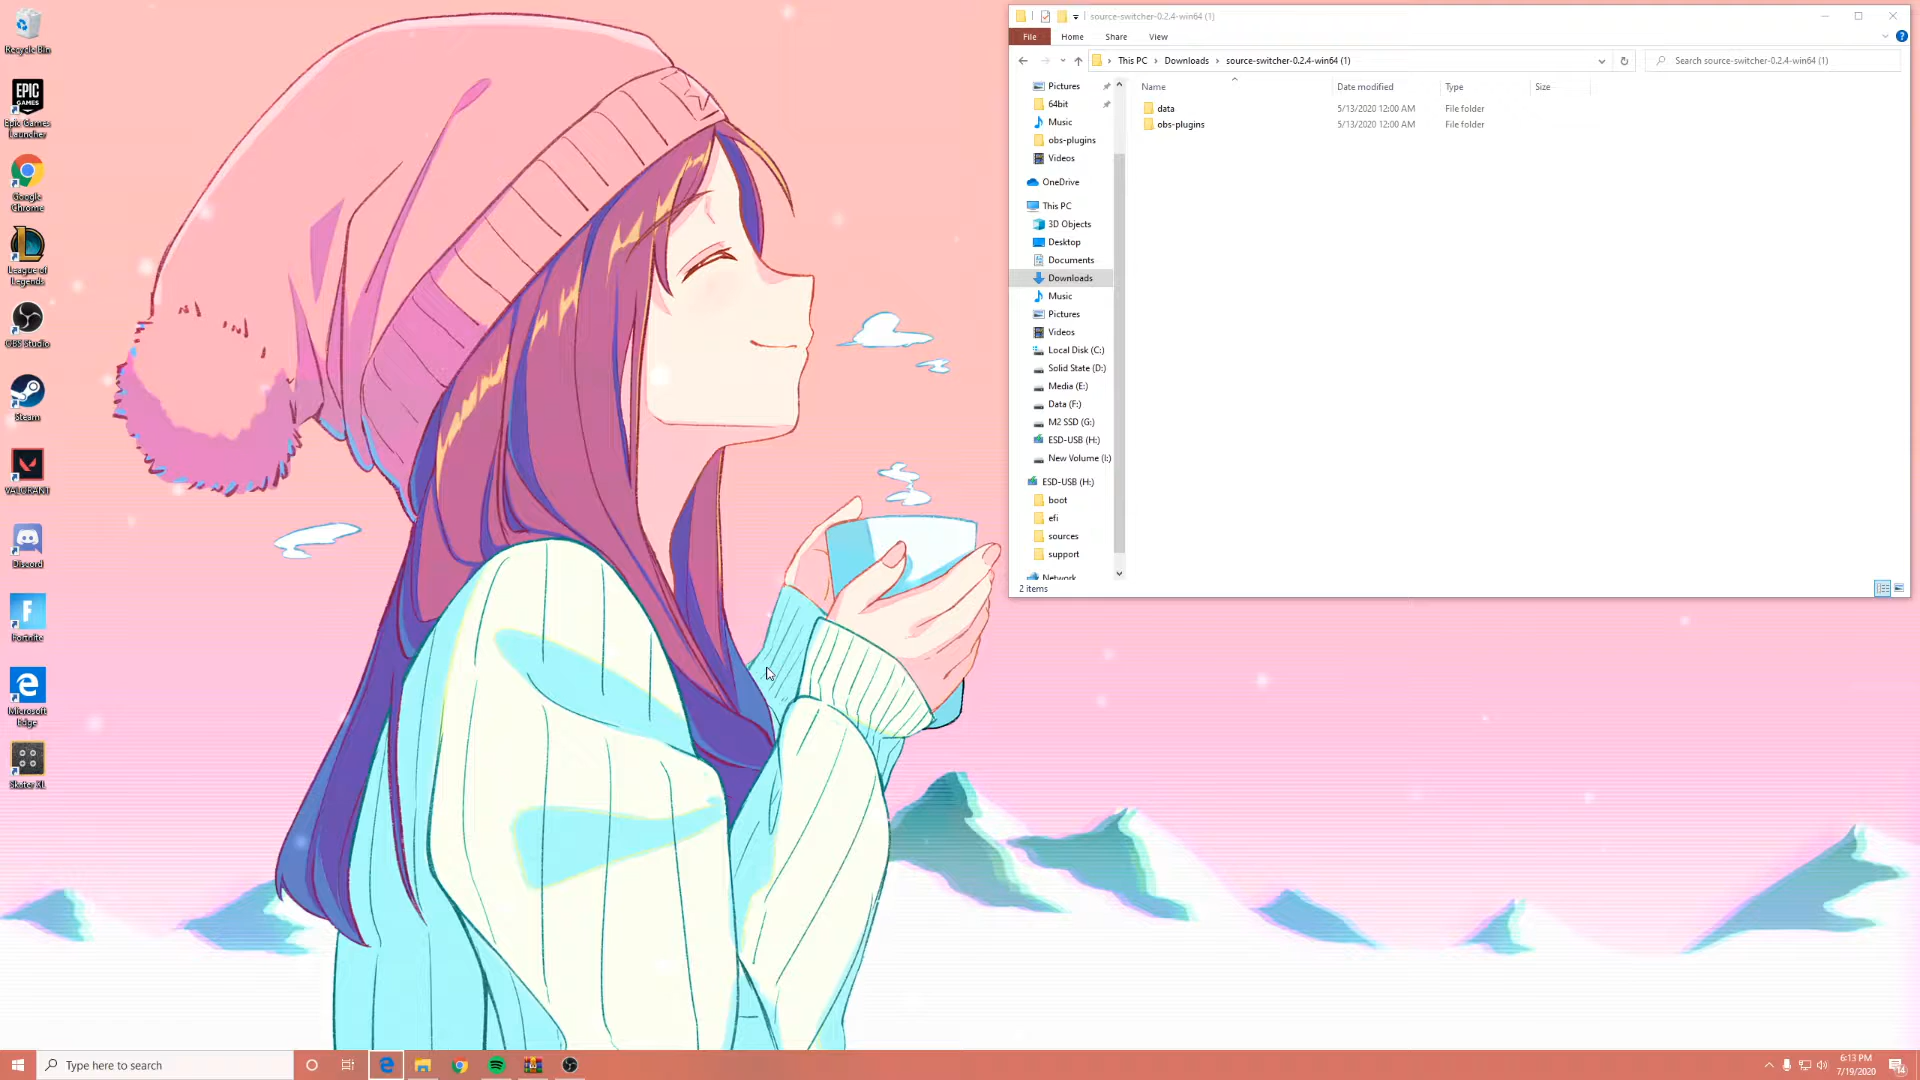 Recycle Bin
EPIC GAMES
Epic Games
Launcher
Google
Chrome
League of
Legends
OBS Studio
Steam
VALORANT
Discord
Fortnite
Microsoft
Edge
Skater XL
source-switcher-0.2.4-win64 (1)
File Home Share View
This PC > Downloads > source-switcher-0.2.4-win64 (1)
Search source-switcher-0.2.4-win64 (1)
Pictures
64bit
Music
obs-plugins
Videos
OneDrive
This PC
3D Objects
Desktop
Documents
Downloads
Music
Pictures
Videos
Local Disk (C:)
Solid State (D:)
Media (E:)
Data (F:)
M2 SSD (G:)
ESD-USB (H:)
New Volume (I:)
ESD-USB (H:)
boot
efi
sources
support
Network
Name Date modified Type Size
data 5/13/2020 12:00 AM File folder
obs-plugins 5/13/2020 12:00 AM File folder
2 items
Type here to search
6:13 PM
7/19/2020